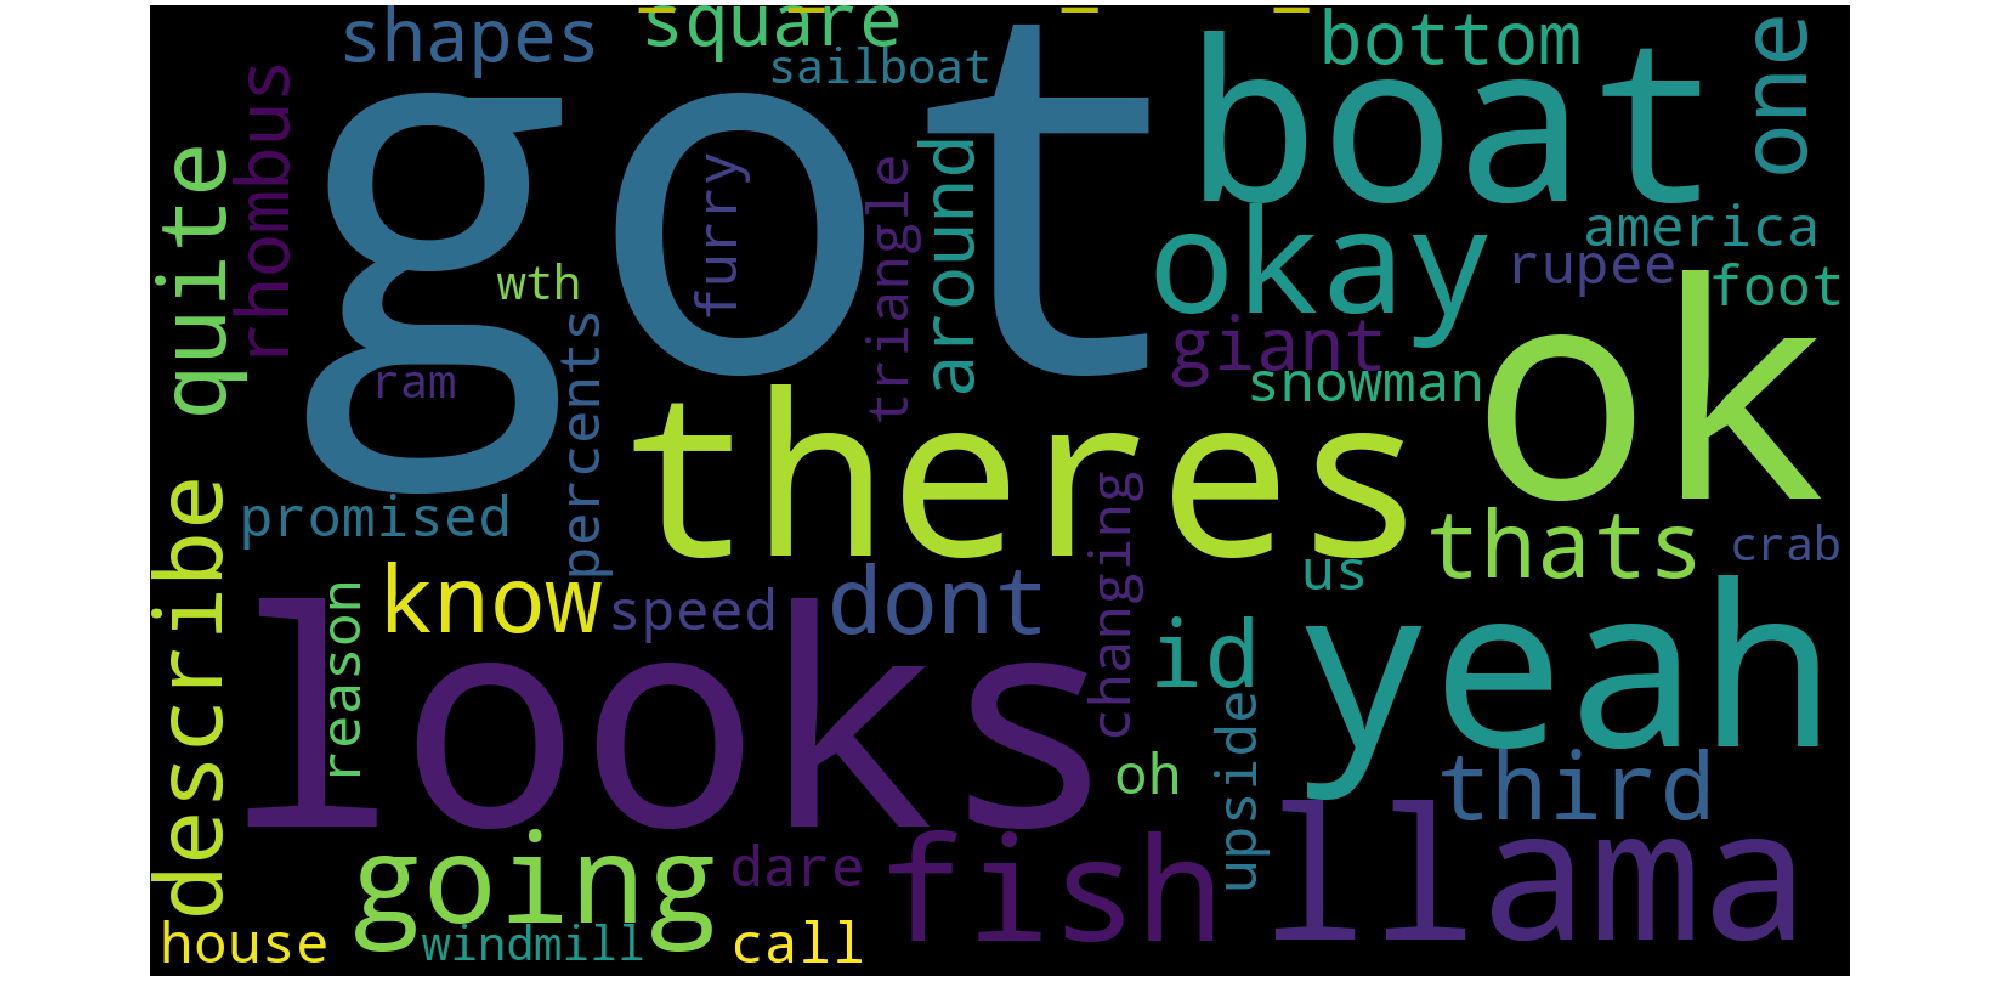 shapes
square
sailboat
bottom
one
got
boat
rhombus
quite
furry
triangle
around
okay
america
rupee
foot
wth
giant
snowman
ok
ram
percents
theres
promised
describe
changing
thats
crab
us
know
speed
dont
id
yeah
reason
looks
upside
oh
third
going
dare
fish
llama
house
windmill
call